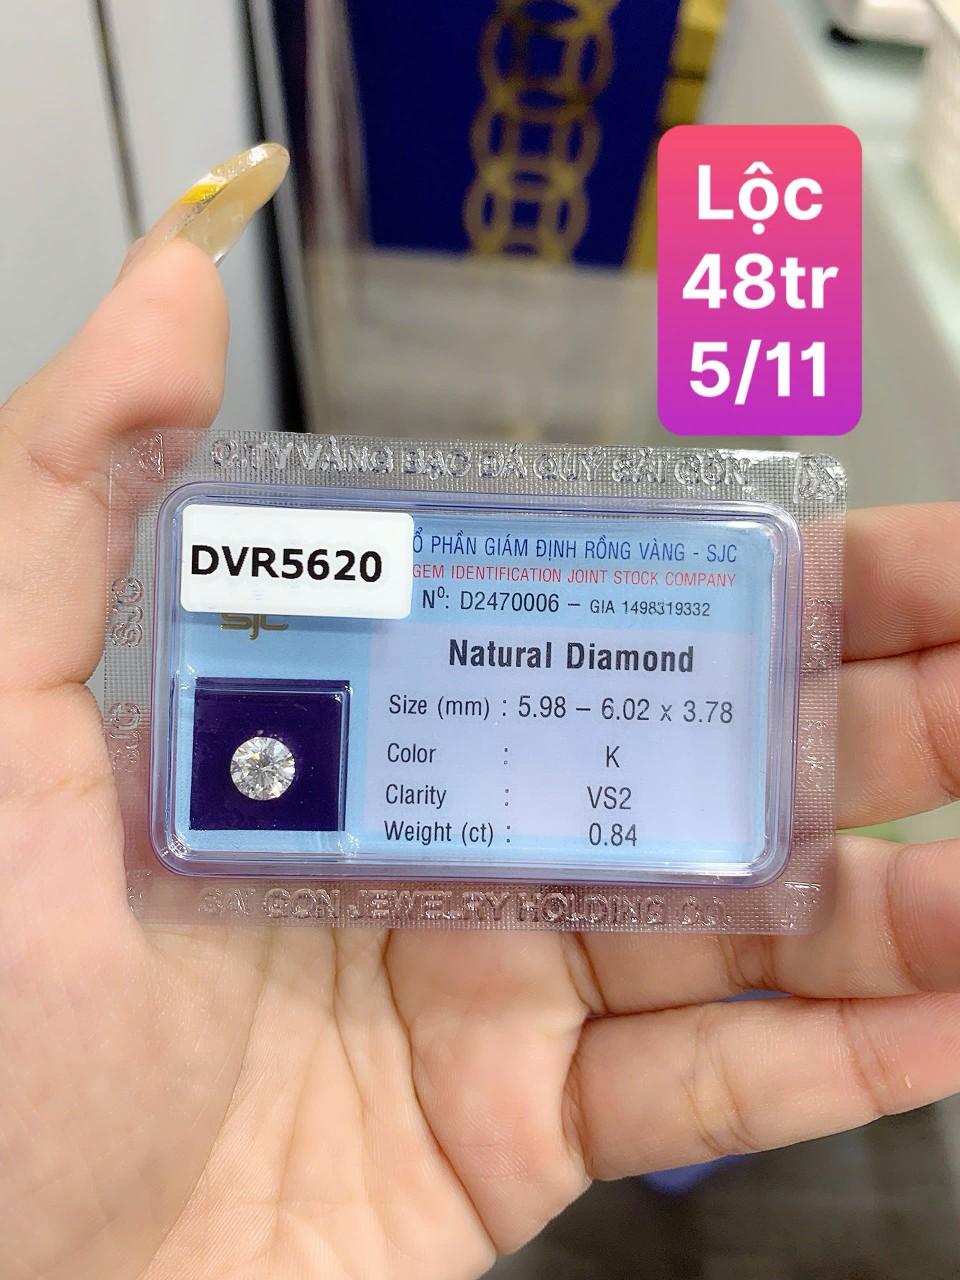 Lộc
48tr
5/11
C.TY VÀNG BẠC ĐÁ QUÝ SÀI GÒN
DVR5620
Ổ PHẦN GIÁM ĐỊNH RỒNG VÀNG - SJC
GEM IDENTIFICATION JOINT STOCK COMPANY
Nº: D2470006 – GIA 1498319332
SJC
Natural Diamond
Size (mm) : 5.98 – 6.02 x 3.78
Color : K
Clarity : VS2
Weight (ct) : 0.84
SJC
SJC
SAI GON JEWELRY HOLDING CO.